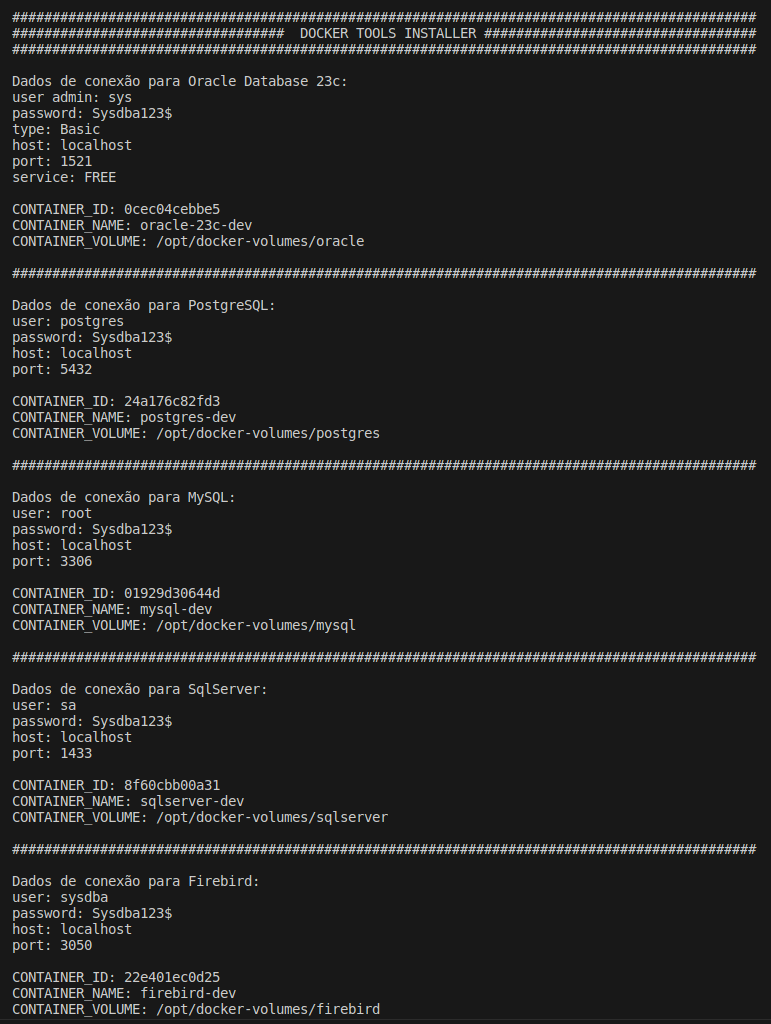 #############################################################################################
##################################  DOCKER TOOLS INSTALLER ##################################
#############################################################################################
Dados de conexão para Oracle Database 23c:
user admin: sys
password: Sysdba123$
type: Basic
host: localhost
port: 1521
service: FREE
CONTAINER_ID: 0cec04cebbe5
CONTAINER_NAME: oracle-23c-dev
CONTAINER_VOLUME: /opt/docker-volumes/oracle
#############################################################################################
Dados de conexão para PostgreSQL:
user: postgres
password: Sysdba123$
host: localhost
port: 5432
CONTAINER_ID: 24a176c82fd3
CONTAINER_NAME: postgres-dev
CONTAINER_VOLUME: /opt/docker-volumes/postgres
#############################################################################################
Dados de conexão para MySQL:
user: root
password: Sysdba123$
host: localhost
port: 3306
CONTAINER_ID: 01929d30644d
CONTAINER_NAME: mysql-dev
CONTAINER_VOLUME: /opt/docker-volumes/mysql
#############################################################################################
Dados de conexão para SqlServer:
user: sa
password: Sysdba123$
host: localhost
port: 1433
CONTAINER_ID: 8f60cbb00a31
CONTAINER_NAME: sqlserver-dev
CONTAINER_VOLUME: /opt/docker-volumes/sqlserver
#############################################################################################
Dados de conexão para Firebird:
user: sysdba
password: Sysdba123$
host: localhost
port: 3050
CONTAINER_ID: 22e401ec0d25
CONTAINER_NAME: firebird-dev
CONTAINER_VOLUME: /opt/docker-volumes/firebird